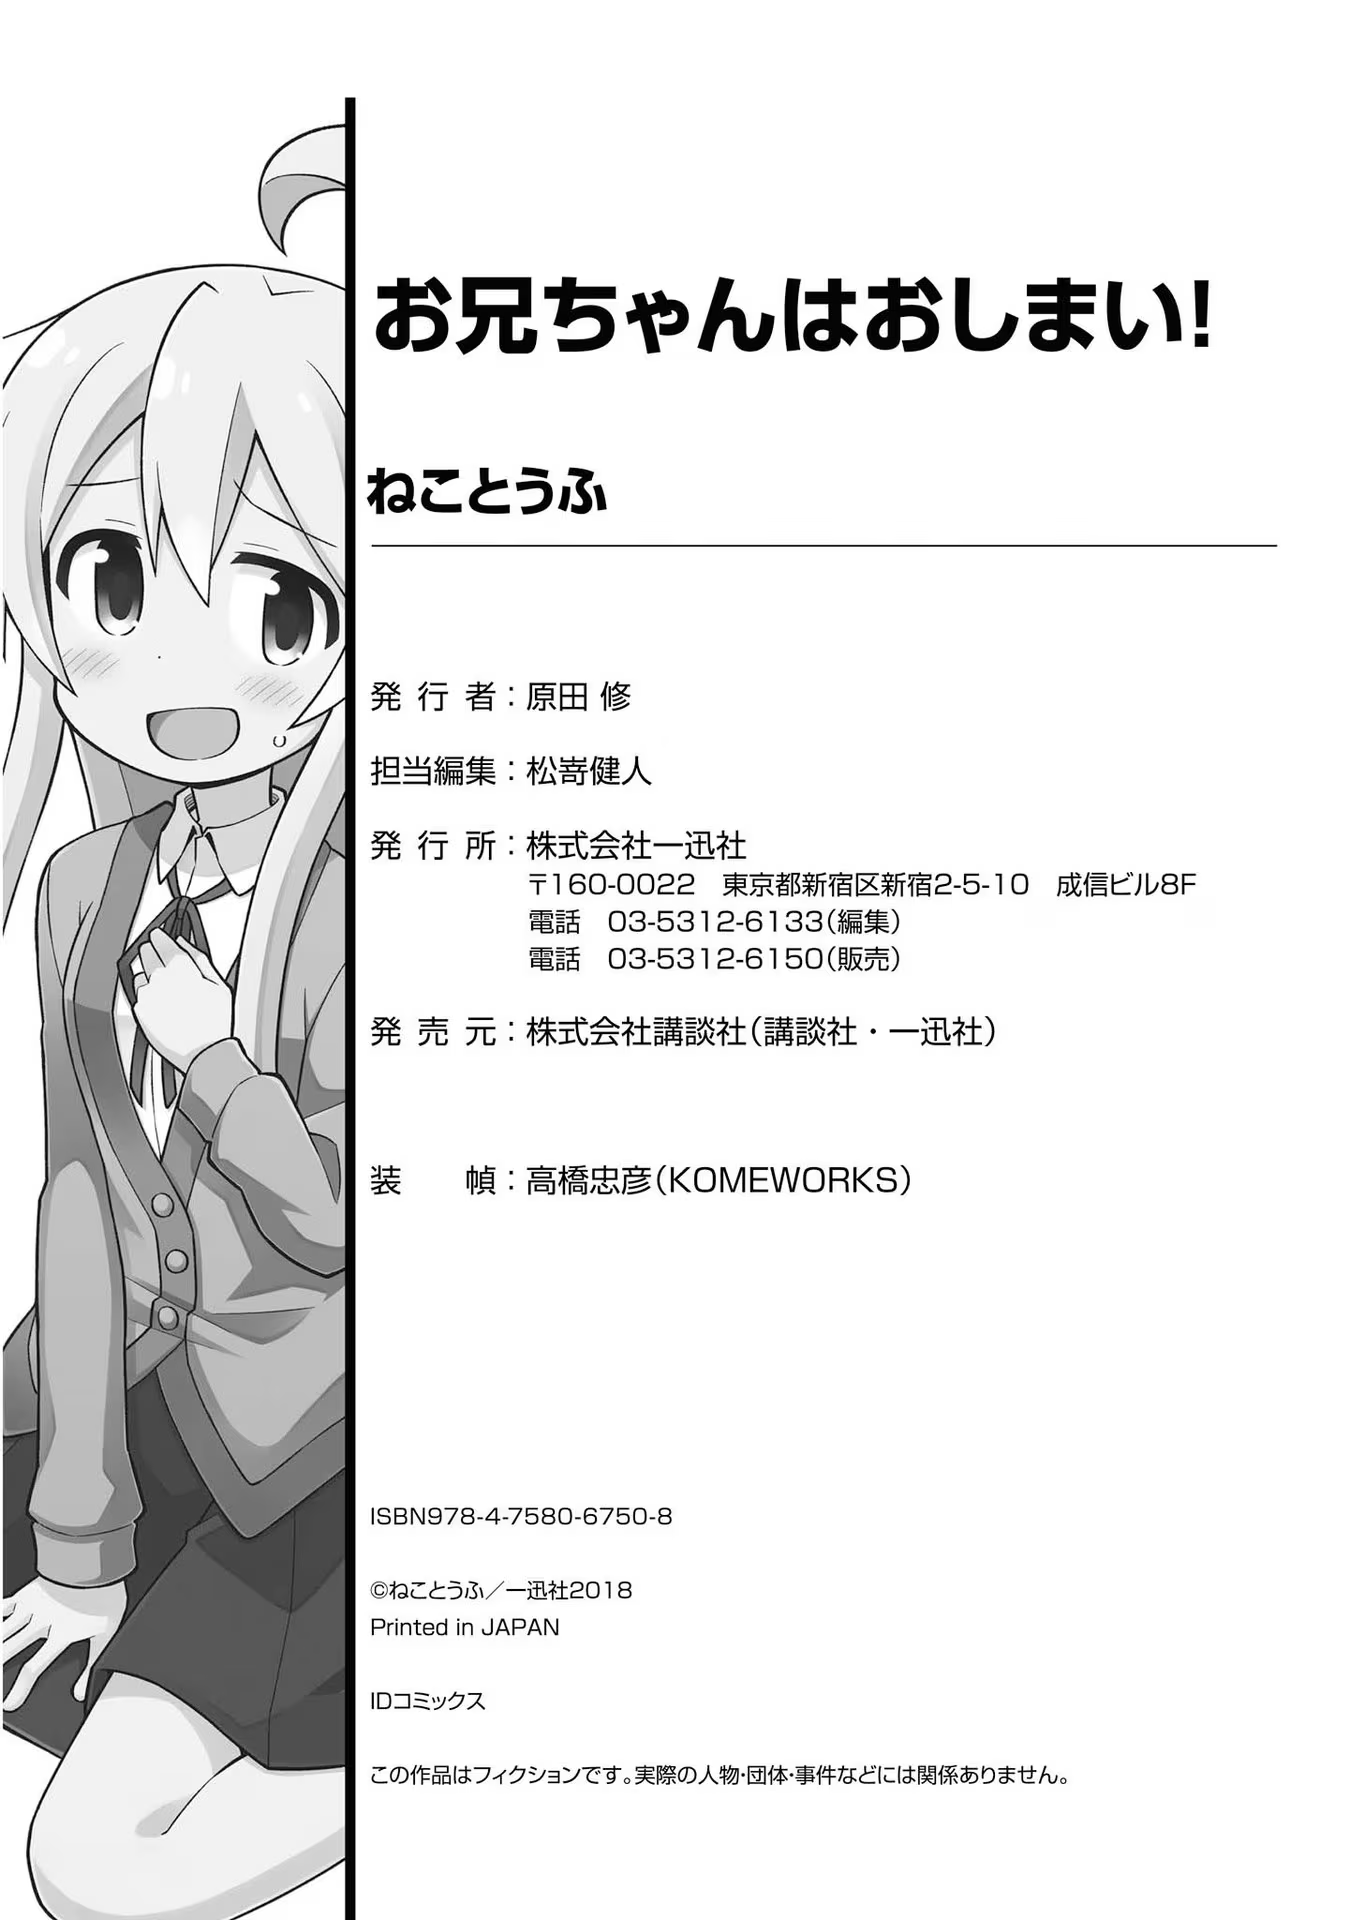 お兄ちゃんはおしまい!
ねことうふ
発行者：原田 修
担当編集：松嵜健人
発行所：株式会社一迅社
〒160-0022　東京都新宿区新宿2-5-10　成信ビル8F
電話　03-5312-6133(編集)
電話　03-5312-6150(販売)
発売元：株式会社講談社(講談社・一迅社)
装　幀：高橋忠彦(KOMEWORKS)
ISBN978-4-7580-6750-8
©ねことうふ／一迅社2018
Printed in JAPAN
IDコミックス
この作品はフィクションです。実際の人物・団体・事件などには関係ありません。